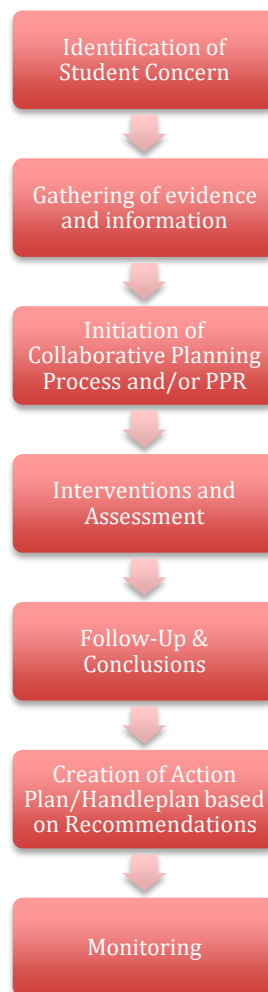 Identification of
Student Concern
Gathering of evidence
and information
Initiation of
Collaborative Planning
Process and/or PPR
Interventions and
Assessment
Follow-Up &
Conclusions
Creation of Action
Plan/Handleplan based
on Recommendations
Monitoring